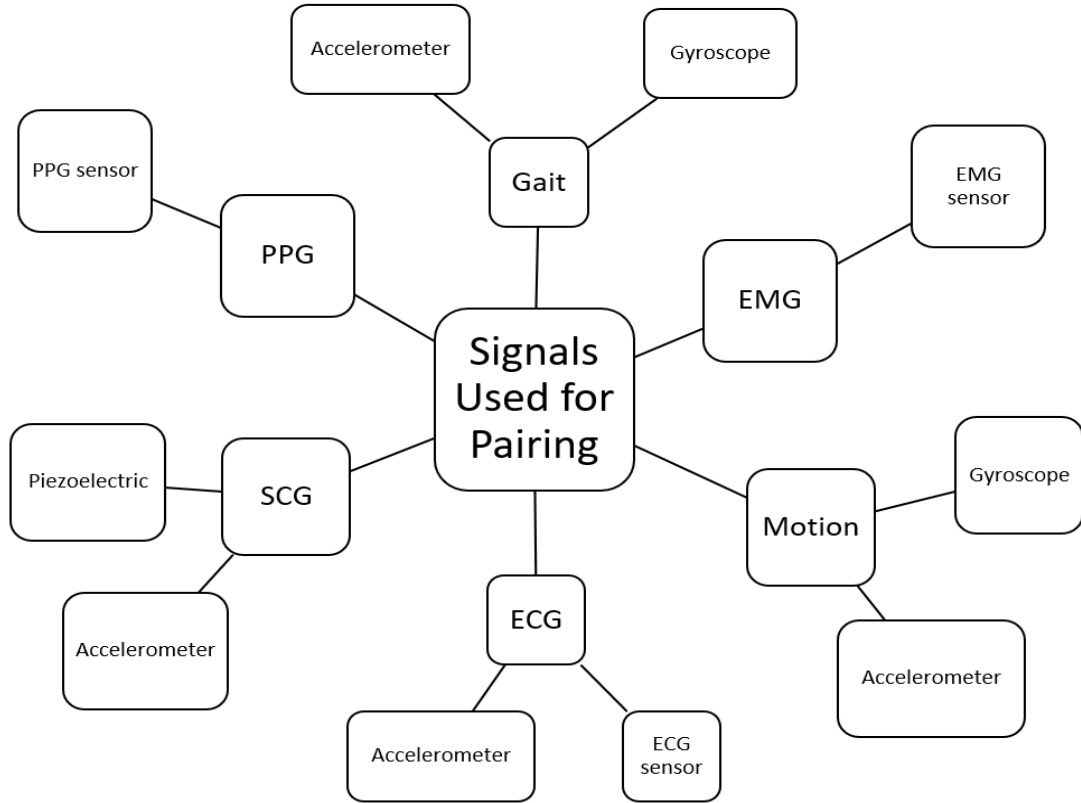 Accelerometer
Gyroscope
Gait
PPG sensor
PPG
EMG
sensor
EMG
Signals
Used for
Pairing
Piezoelectric
SCG
Accelerometer
Gyroscope
Motion
Accelerometer
ECG
Accelerometer
ECG
sensor